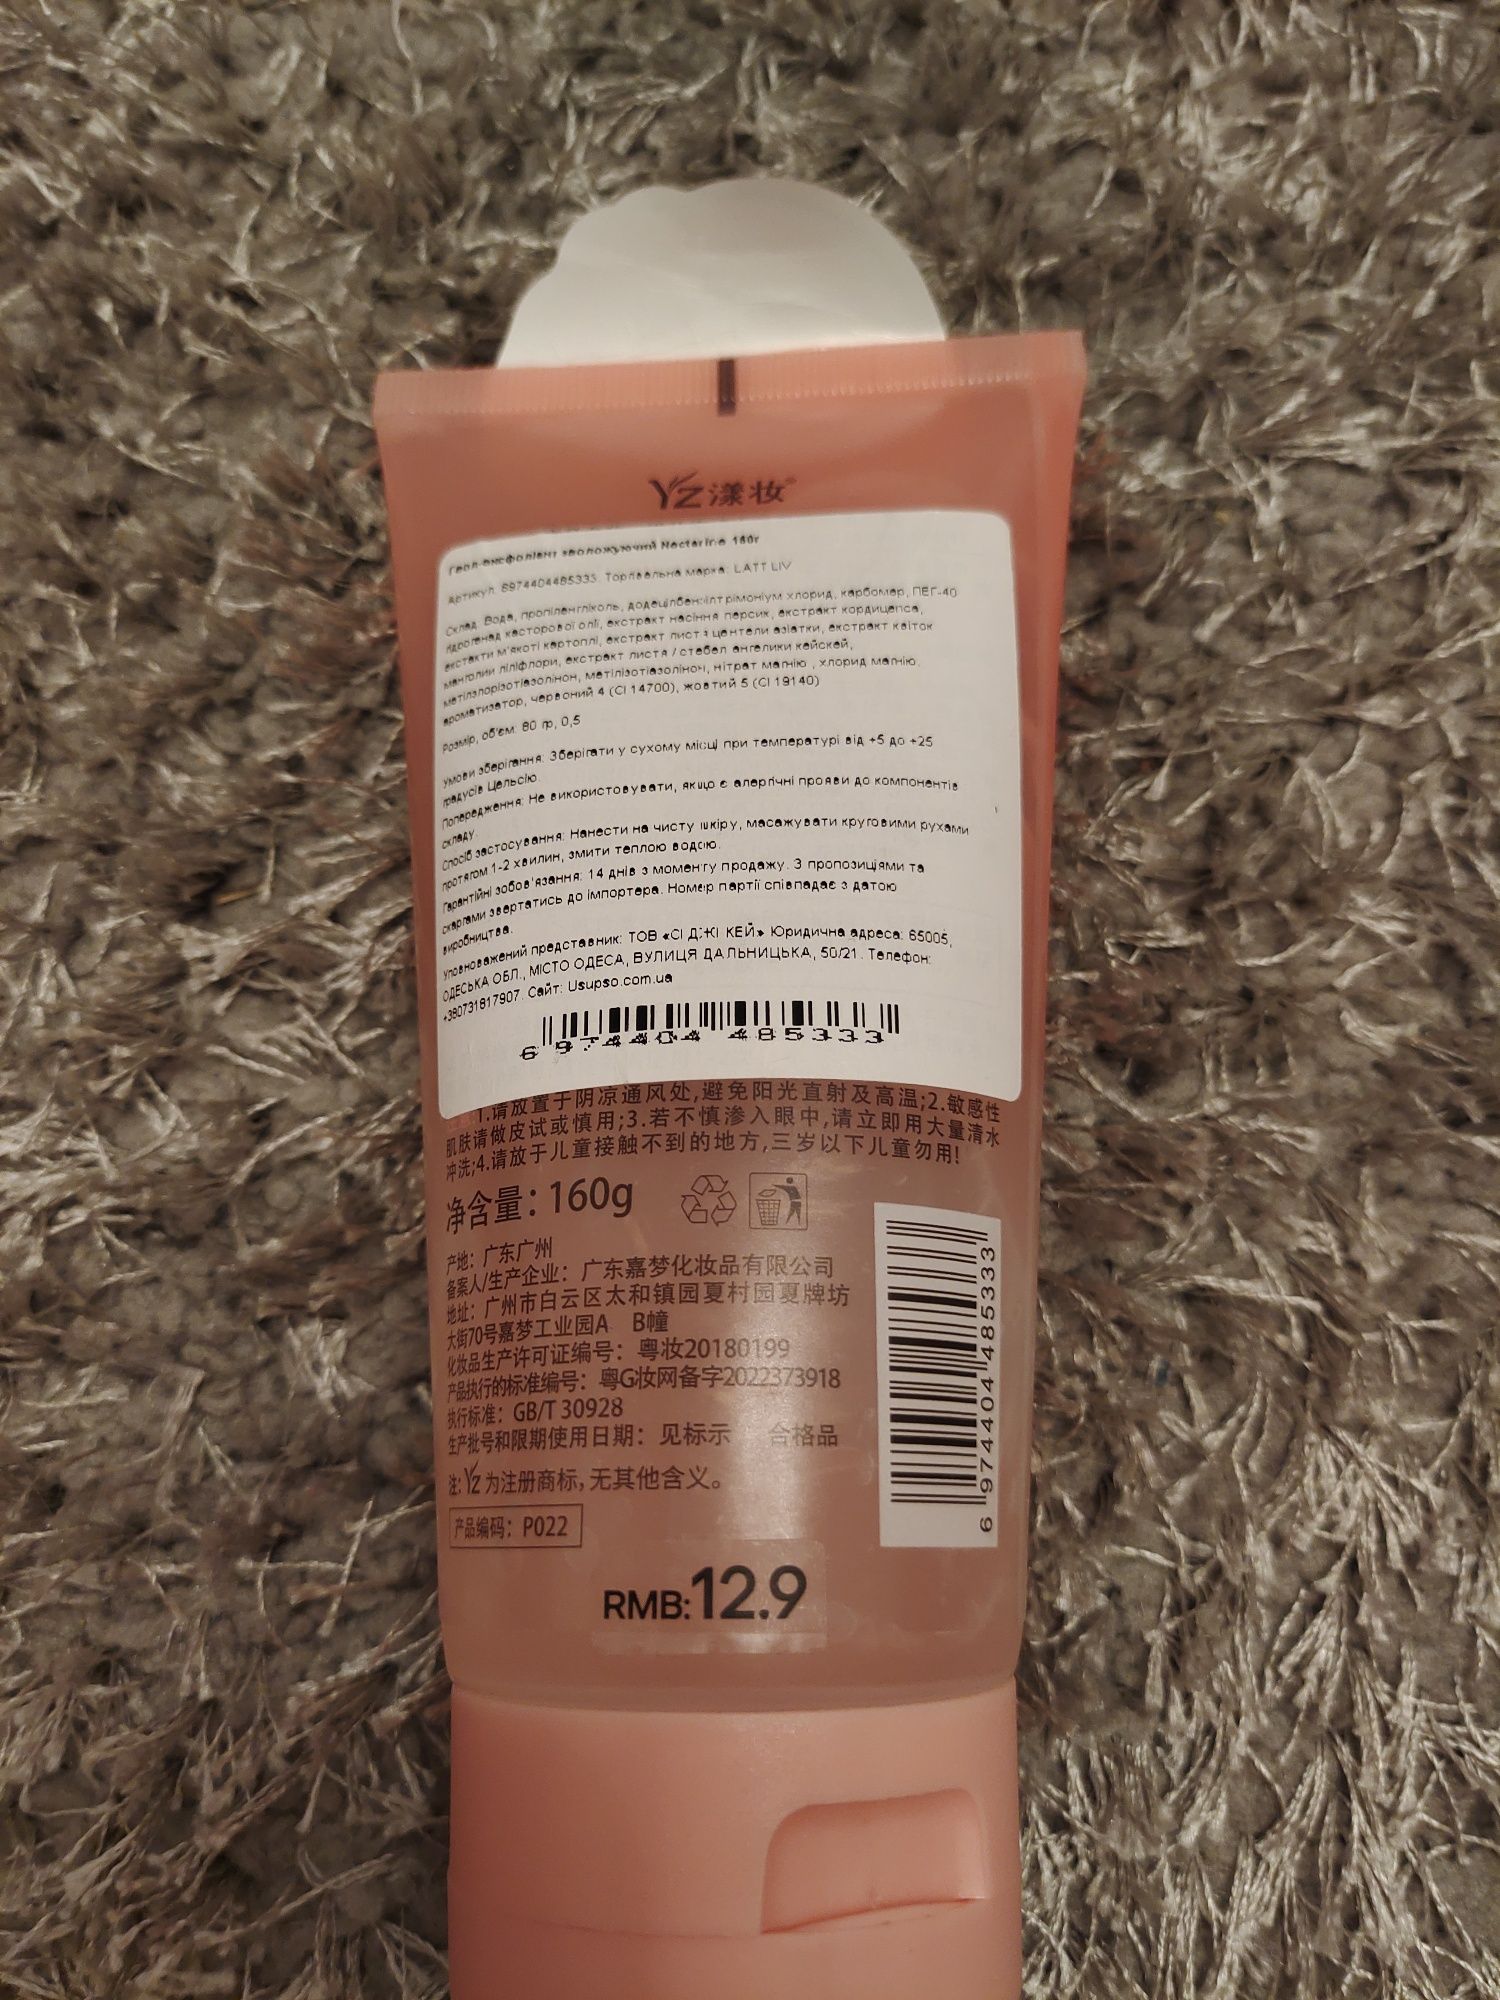 YZ漾妆®
Гель-ексфоліант зволожуючий Nectarine 160г
Артикул: 6974404485333. Торгвельна марка: LATT LIV
Склад: Вода, пропіленгліколь, додецілбензілтрімоніум хлорид, карбомер, ПЕГ-40
гідрогенад касторової олії, екстракт насіння персик, екстракт кордицепса,
екстакти м'якоті картоплі, екстракт листя центели азіатки, екстракт квіток
манголии ліліфлори, екстракт листя / стебел ангелики кейскей,
метілзлорізотіазолінон, метілізотіазолінон, нітрат магнію , хлорид магнію,
ароматизатор, червоний 4 (CI 14700), жовтий 5 (CI 19140)
Розмір, об'єм: 80 гр, 0,5
Умови зберігання: Зберігати у сухому місці при температурі від +5 до +25
градусів Цельсію
Попередження: Не використовувати, якщо є алергічні прояви до компонентів
складу.
Спосіб застосування: Нанести на чисту шкіру, масажувати круговими рухами
протягом 1-2 хвилин, змити теплою водою.
Гарантійні зобов'язання: 14 днів з моменту продажу. З пропозиціями та
скаргами звертатись до імпортера. Номер партії співпадає з датою
виробництва.
Уповноважений представник: ТОВ «СІ ДЖІ КЕЙ» Юридична адреса: 65005,
ОДЕСЬКА ОБЛ., МІСТО ОДЕСА, ВУЛИЦЯ ДАЛЬНИЦЬКА, 50/21. Телефон:
+380731817907. Сайт: Usupso.com.ua
6 974404 485333
1.请放置于阴凉通风处,避免阳光直射及高温;2.敏感性
肌肤请做皮试或慎用;3.若不慎渗入眼中,请立即用大量清水
冲洗;4.请放于儿童接触不到的地方,三岁以下儿童勿用!
净含量：160g
产地：广东广州
备案人/生产企业：广东嘉梦化妆品有限公司
地址：广州市白云区太和镇园夏村园夏牌坊
大街70号嘉梦工业园A B幢
化妆品生产许可证编号：粤妆20180199
产品执行的标准编号：粤G妆网备字2022373918
执行标准：GB/T 30928
生产批号和限期使用日期：见标示 合格品
注:YZ为注册商标,无其他含义。
产品编码：P022
6 974404 485333
RMB:12.9